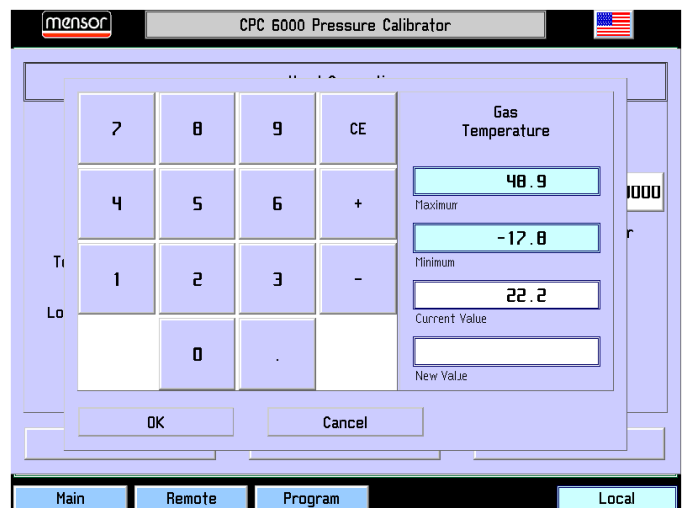 mensor
CPC 6000 Pressure Calibrator
7 8 9 CE
4 5 6 +
1 2 3 -
0 .
Gas
Temperature
48.9
Maximum
-17.8
Minimum
22.2
Current Value
New Value
OK Cancel
Main Remote Program Local